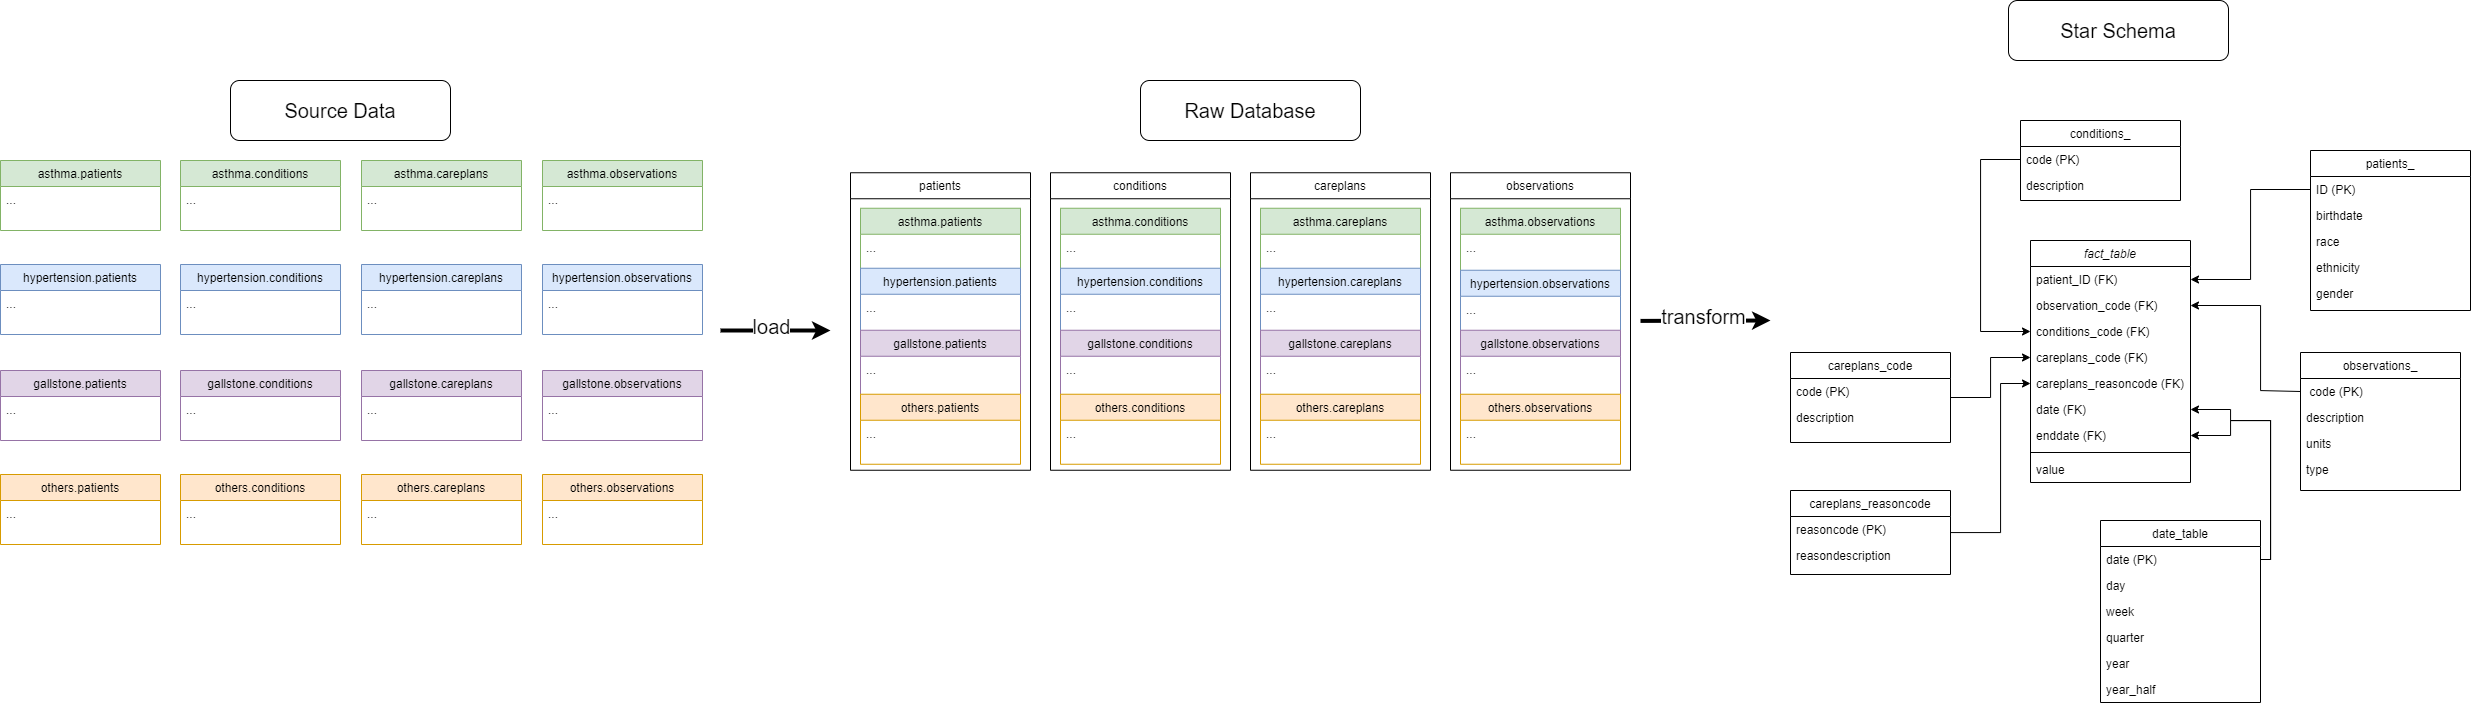 Source Data
asthma.patients
...
asthma.conditions
...
asthma.careplans
...
asthma.observations
...
hypertension.patients
...
hypertension.conditions
...
hypertension.careplans
...
hypertension.observations
...
gallstone.patients
...
gallstone.conditions
...
gallstone.careplans
...
gallstone.observations
...
others.patients
...
others.conditions
...
others.careplans
...
others.observations
...
load
Raw Database
patients
asthma.patients
...
hypertension.patients
...
gallstone.patients
...
others.patients
...
conditions
asthma.conditions
...
hypertension.conditions
...
gallstone.conditions
...
others.conditions
...
careplans
asthma.careplans
...
hypertension.careplans
...
gallstone.careplans
...
others.careplans
...
observations
asthma.observations
...
hypertension.observations
...
gallstone.observations
...
others.observations
...
transform
Star Schema
conditions_
code (PK)
description
patients_
ID (PK)
birthdate
race
ethnicity
gender
fact_table
patient_ID (FK)
observation_code (FK)
conditions_code (FK)
careplans_code (FK)
careplans_reasoncode (FK)
date (FK)
enddate (FK)
value
careplans_code
code (PK)
description
observations_
code (PK)
description
units
type
careplans_reasoncode
reasoncode (PK)
reasondescription
date_table
date (PK)
day
week
quarter
year
year_half